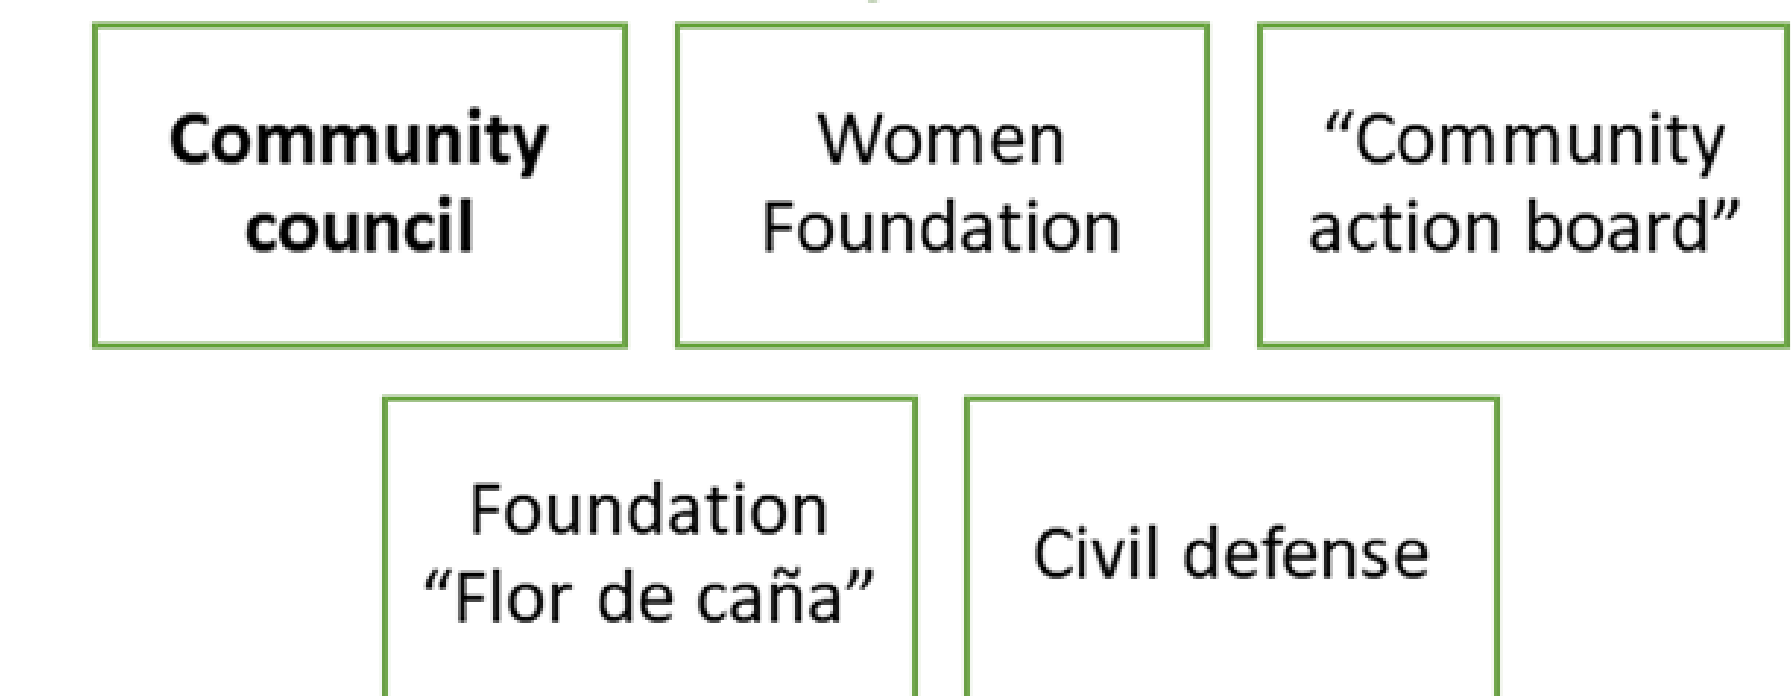 Community
council
Women
Foundation
“Community
action board”
Foundation
“Flor de caña”
Civil defense